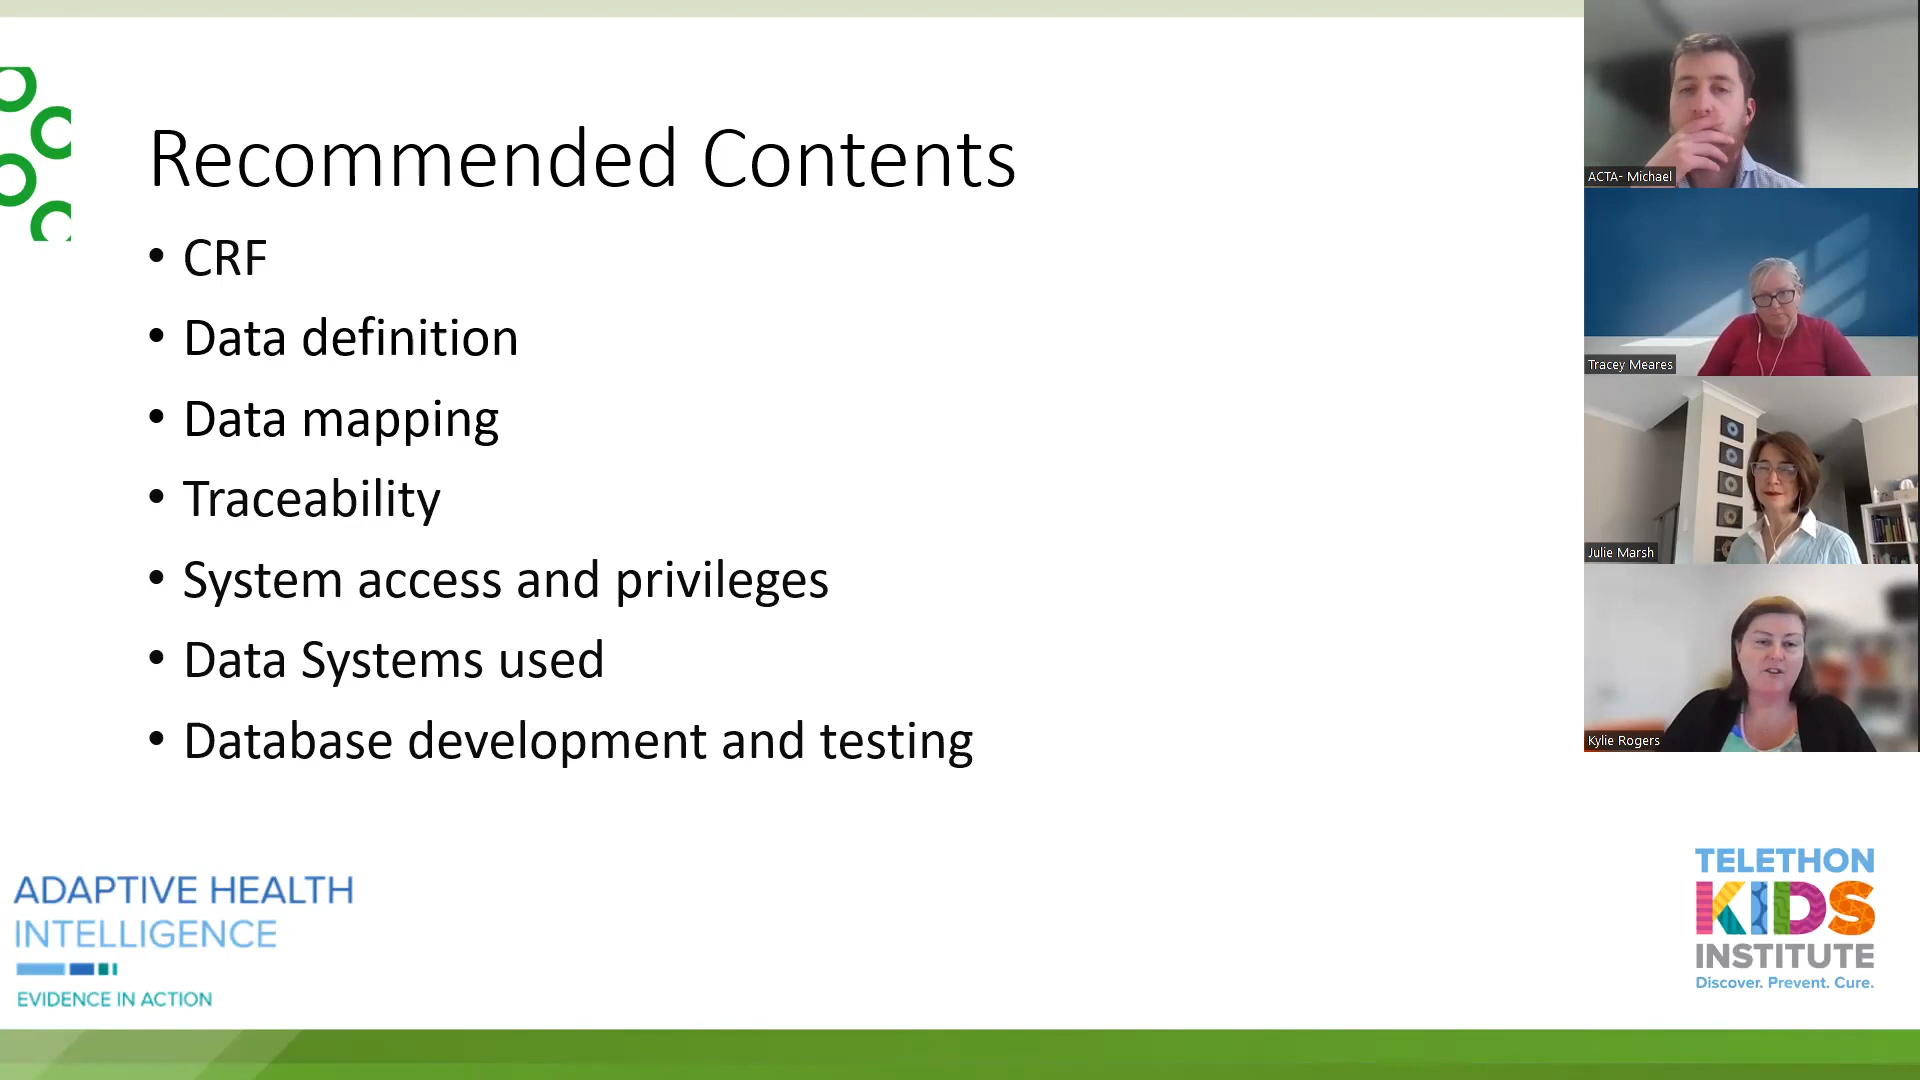 Recommended Contents
• CRF
• Data definition
• Data mapping
• Traceability
• System access and privileges
• Data Systems used
• Database development and testing
ADAPTIVE HEALTH
INTELLIGENCE
EVIDENCE IN ACTION
ACTA- Michael
Tracey Meares
Julie Marsh
Kylie Rogers
TELETHON
KIDS
INSTITUTE
Discover. Prevent. Cure.